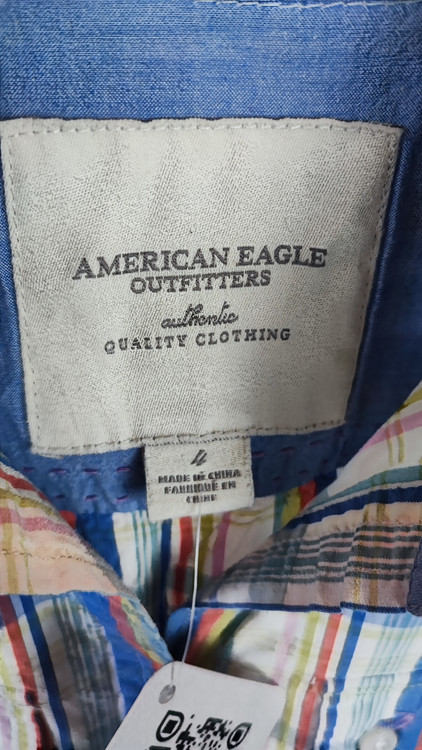 AMERICAN EAGLE
OUTFITTERS
authentic
QUALITY CLOTHING
4
MADE IN CHINA
FABRIQUE EN
CHINE